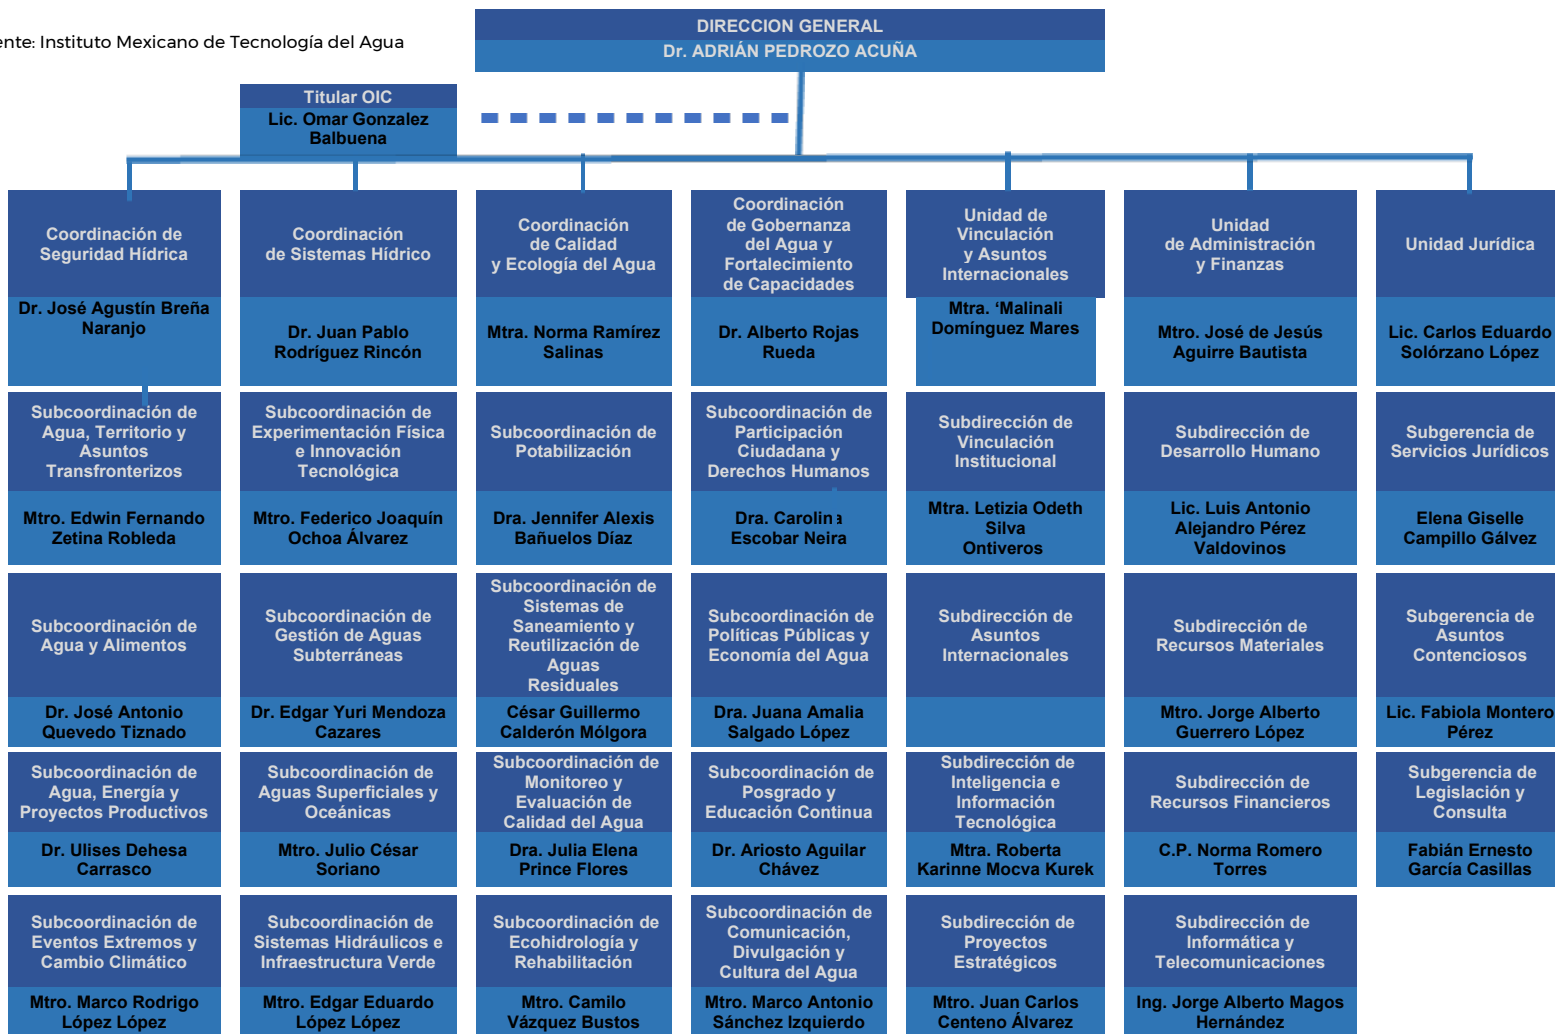 DIRECCION GENERAL
Dr. ADRIÁN PEDROZO ACUÑA
ente: Instituto Mexicano de Tecnología del Agua
Titular OIC
Lic. Omar Gonzalez
Balbuena
Coordinación de
Seguridad Hídrica
Dr. José Agustín Breña
Naranjo
Coordinación
de Sistemas Hídrico
Dr. Juan Pablo
Rodríguez Rincón
Coordinación
de Calidad
y Ecología del Agua
Mtra. Norma Ramírez
Salinas
Coordinación
de Gobernanza
del Agua y
Fortalecimiento
de Capacidades
Dr. Alberto Rojas
Rueda
Unidad de
Vinculación
y Asuntos
Internacionales
Mtra. ‘Malinali
Domínguez Mares
Unidad
de Administración
y Finanzas
Mtro. José de Jesús
Aguirre Bautista
Unidad Jurídica
Lic. Carlos Eduardo
Solórzano López
Subcoordinación de
Agua, Territorio y
Asuntos
Transfronterizos
Mtro. Edwin Fernando
Zetina Robleda
Subcoordinación de
Experimentación Física
e Innovación
Tecnológica
Mtro. Federico Joaquín
Ochoa Álvarez
Subcoordinación de
Potabilización
Dra. Jennifer Alexis
Bañuelos Díaz
Subcoordinación de
Participación
Ciudadana y
Derechos Humanos
Dra. Carolina
Escobar Neira
Subdirección de
Vinculación
Institucional
Mtra. Letizia Odeth
Silva
Ontiveros
Subdirección de
Desarrollo Humano
Lic. Luis Antonio
Alejandro Pérez
Valdovinos
Subgerencia de
Servicios Jurídicos
Elena Giselle
Campillo Gálvez
Subcoordinación de
Agua y Alimentos
Dr. José Antonio
Quevedo Tiznado
Subcoordinación de
Gestión de Aguas
Subterráneas
Dr. Edgar Yuri Mendoza
Cazares
Subcoordinación de
Sistemas de
Saneamiento y
Reutilización de
Aguas
Residuales
César Guillermo
Calderón Mólgora
Subcoordinación de
Políticas Públicas y
Economía del Agua
Dra. Juana Amalia
Salgado López
Subdirección de
Asuntos
Internacionales
Subdirección de
Recursos Materiales
Mtro. Jorge Alberto
Guerrero López
Subgerencia de
Asuntos
Contenciosos
Lic. Fabiola Montero
Pérez
Subcoordinación de
Agua, Energía y
Proyectos Productivos
Dr. Ulises Dehesa
Carrasco
Subcoordinación de
Aguas Superficiales y
Oceánicas
Mtro. Julio César
Soriano
Subcoordinación de
Monitoreo y
Evaluación de
Calidad del Agua
Dra. Julia Elena
Prince Flores
Subcoordinación de
Posgrado y
Educación Continua
Dr. Ariosto Aguilar
Chávez
Subdirección de
Inteligencia e
Información
Tecnológica
Mtra. Roberta
Karinne Mocva Kurek
Subdirección de
Recursos Financieros
C.P. Norma Romero
Torres
Subgerencia de
Legislación y
Consulta
Fabián Ernesto
García Casillas
Subcoordinación de
Eventos Extremos y
Cambio Climático
Mtro. Marco Rodrigo
López López
Subcoordinación de
Sistemas Hidráulicos e
Infraestructura Verde
Mtro. Edgar Eduardo
López López
Subcoordinación de
Ecohidrología y
Rehabilitación
Mtro. Camilo
Vázquez Bustos
Subcoordinación de
Comunicación,
Divulgación y
Cultura del Agua
Mtro. Marco Antonio
Sánchez Izquierdo
Subdirección de
Proyectos
Estratégicos
Mtro. Juan Carlos
Centeno Álvarez
Subdirección de
Informática y
Telecomunicaciones
Ing. Jorge Alberto Magos
Hernández